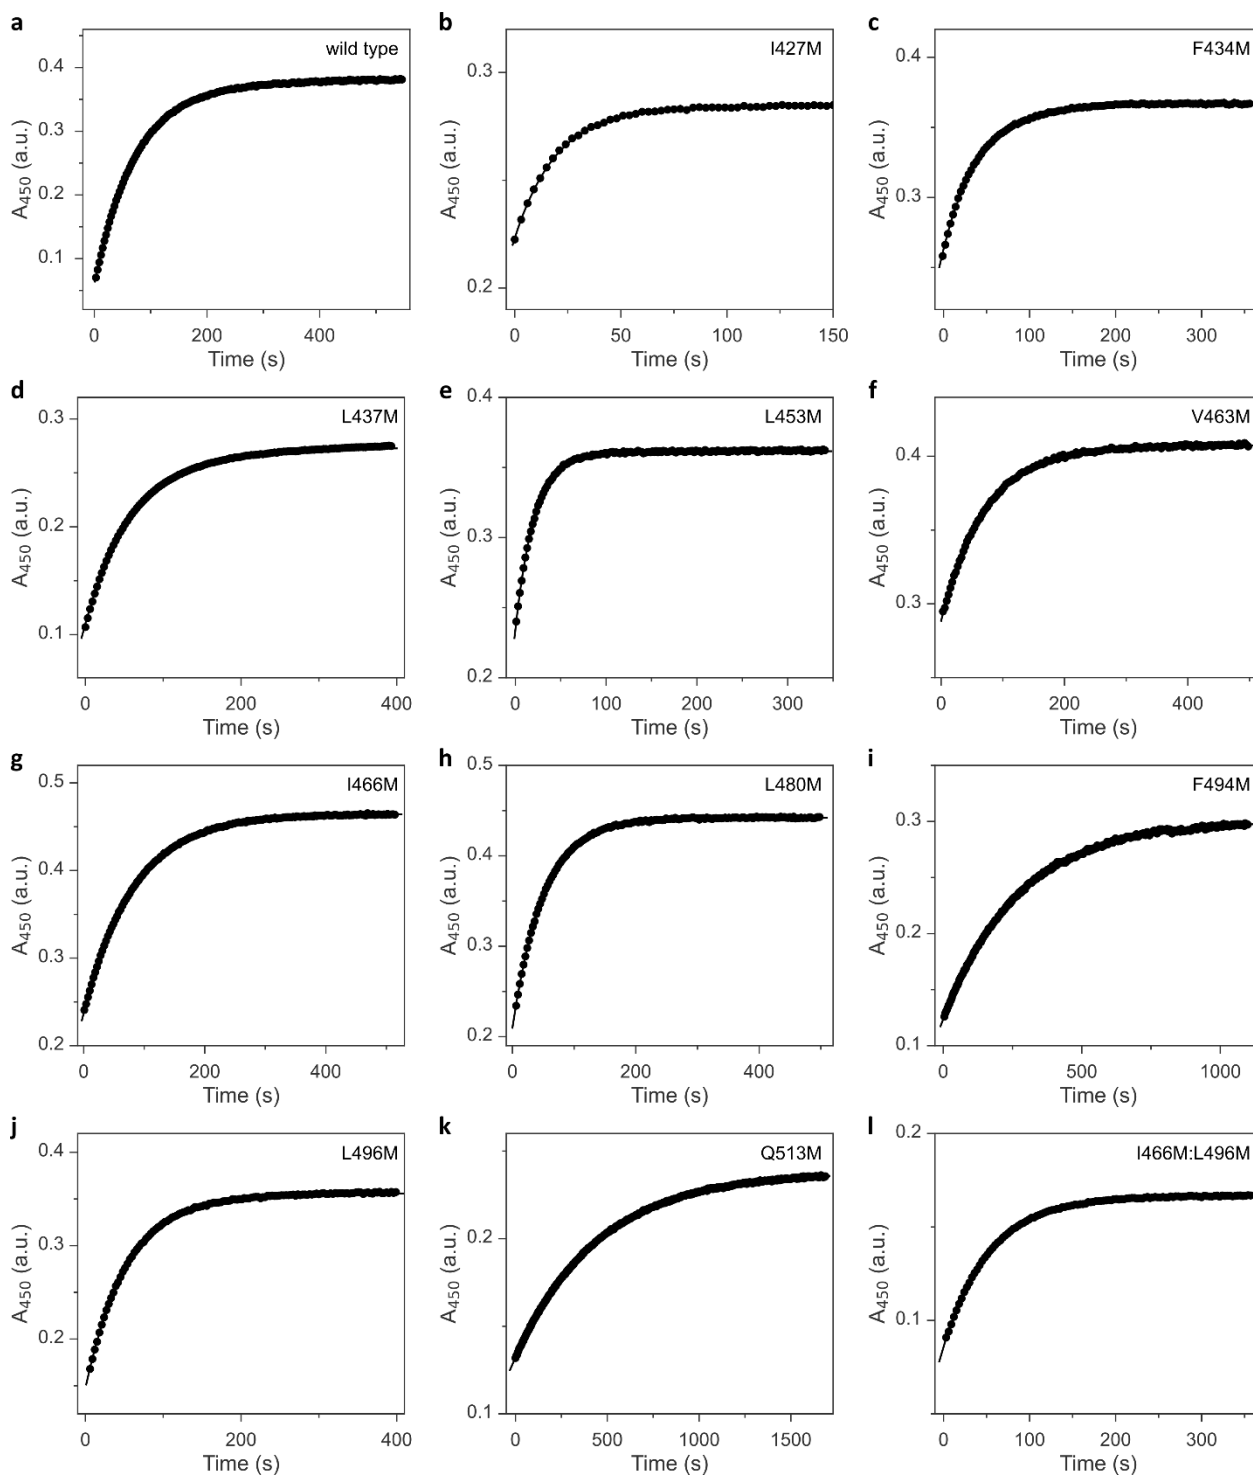 a
wild type
0.4
0.3
0.2
0.1
A450 (a.u.)
0 200 400
Time (s)
b
I427M
0.3
0.2
A450 (a.u.)
0 50 100 150
Time (s)
c
F434M
0.4
0.3
A450 (a.u.)
0 100 200 300
Time (s)
d
L437M
0.3
0.2
0.1
A450 (a.u.)
0 200 400
Time (s)
e
L453M
0.4
0.3
0.2
A450 (a.u.)
0 100 200 300
Time (s)
f
V463M
0.4
0.3
A450 (a.u.)
0 200 400
Time (s)
g
I466M
0.5
0.4
0.3
0.2
A450 (a.u.)
0 200 400
Time (s)
h
L480M
0.5
0.4
0.3
0.2
A450 (a.u.)
0 200 400
Time (s)
i
F494M
0.3
0.2
0.1
A450 (a.u.)
0 500 1000
Time (s)
j
L496M
0.4
0.3
0.2
A450 (a.u.)
0 200 400
Time (s)
k
Q513M
0.2
0.1
A450 (a.u.)
0 500 1000 1500
Time (s)
l
I466M:L496M
0.2
0.1
A450 (a.u.)
0 100 200 300
Time (s)